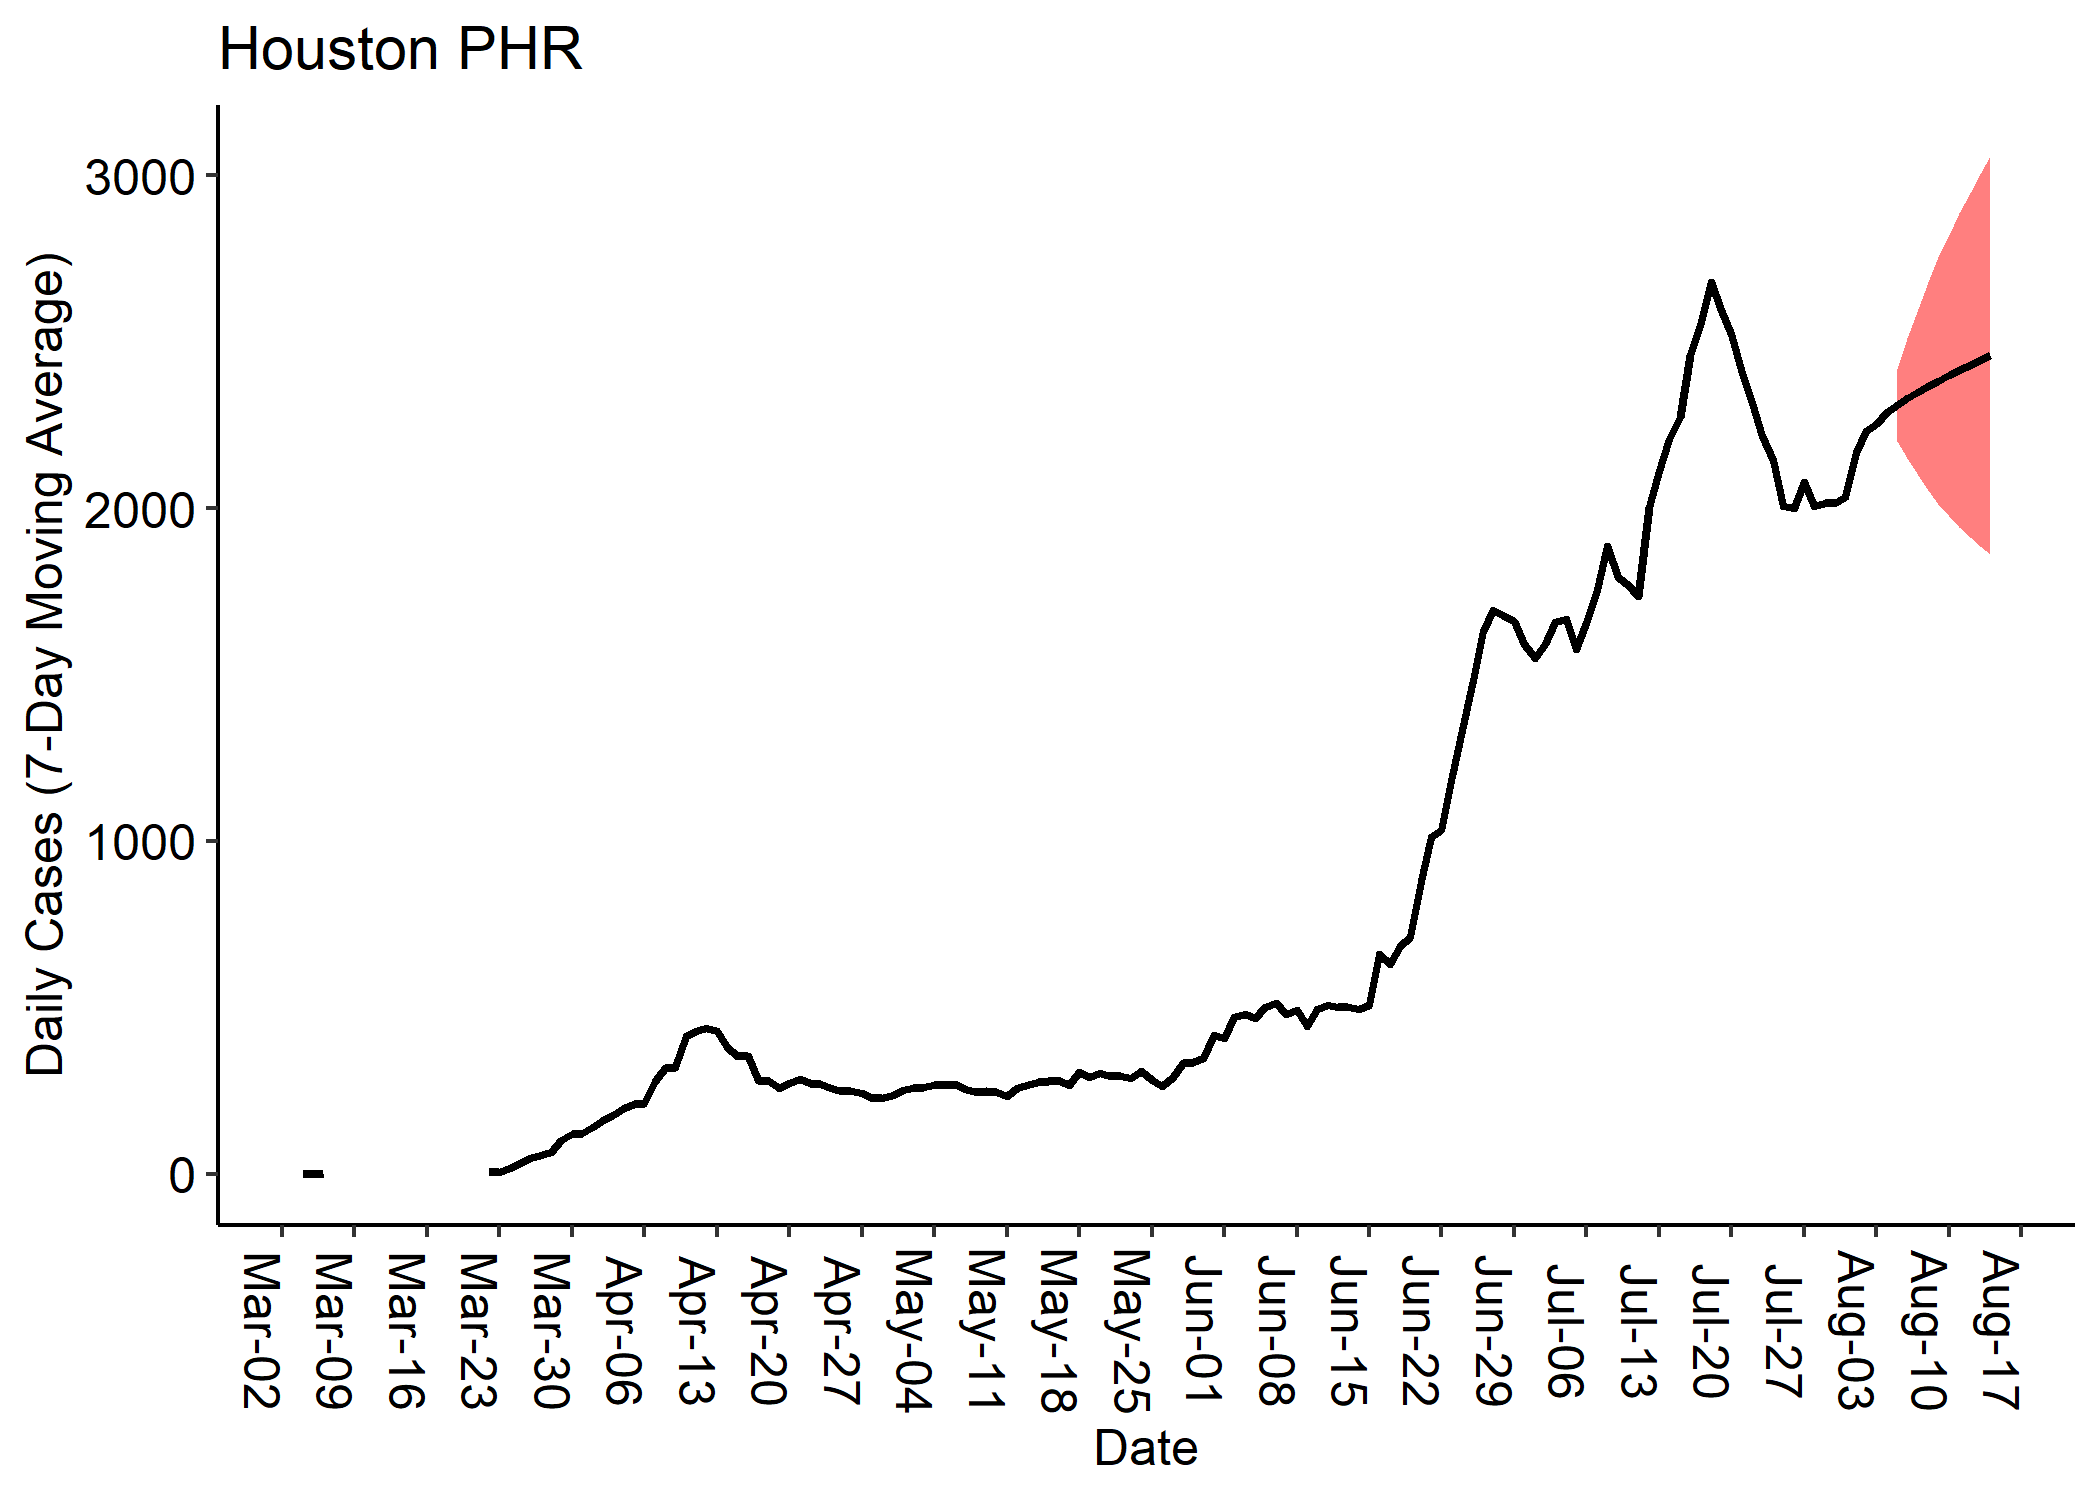 Houston PHR
Daily Cases (7-Day Moving Average)
3000
2000
1000
0
Mar-02
Mar-09
Mar-16
Mar-23
Mar-30
Apr-06
Apr-13
Apr-20
Apr-27
May-04
May-11
May-18
May-25
Jun-01
Jun-08
Jun-15
Jun-22
Jun-29
Jul-06
Jul-13
Jul-20
Jul-27
Aug-03
Aug-10
Aug-17
Date